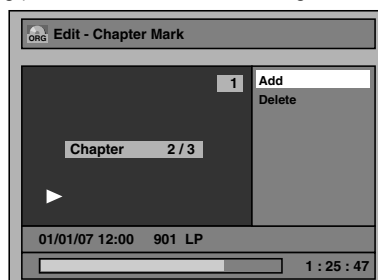 ORG Edit - Chapter Mark
1
Add
Delete
Chapter 2 / 3
01/01/07 12:00 901 LP
1 : 25 : 47